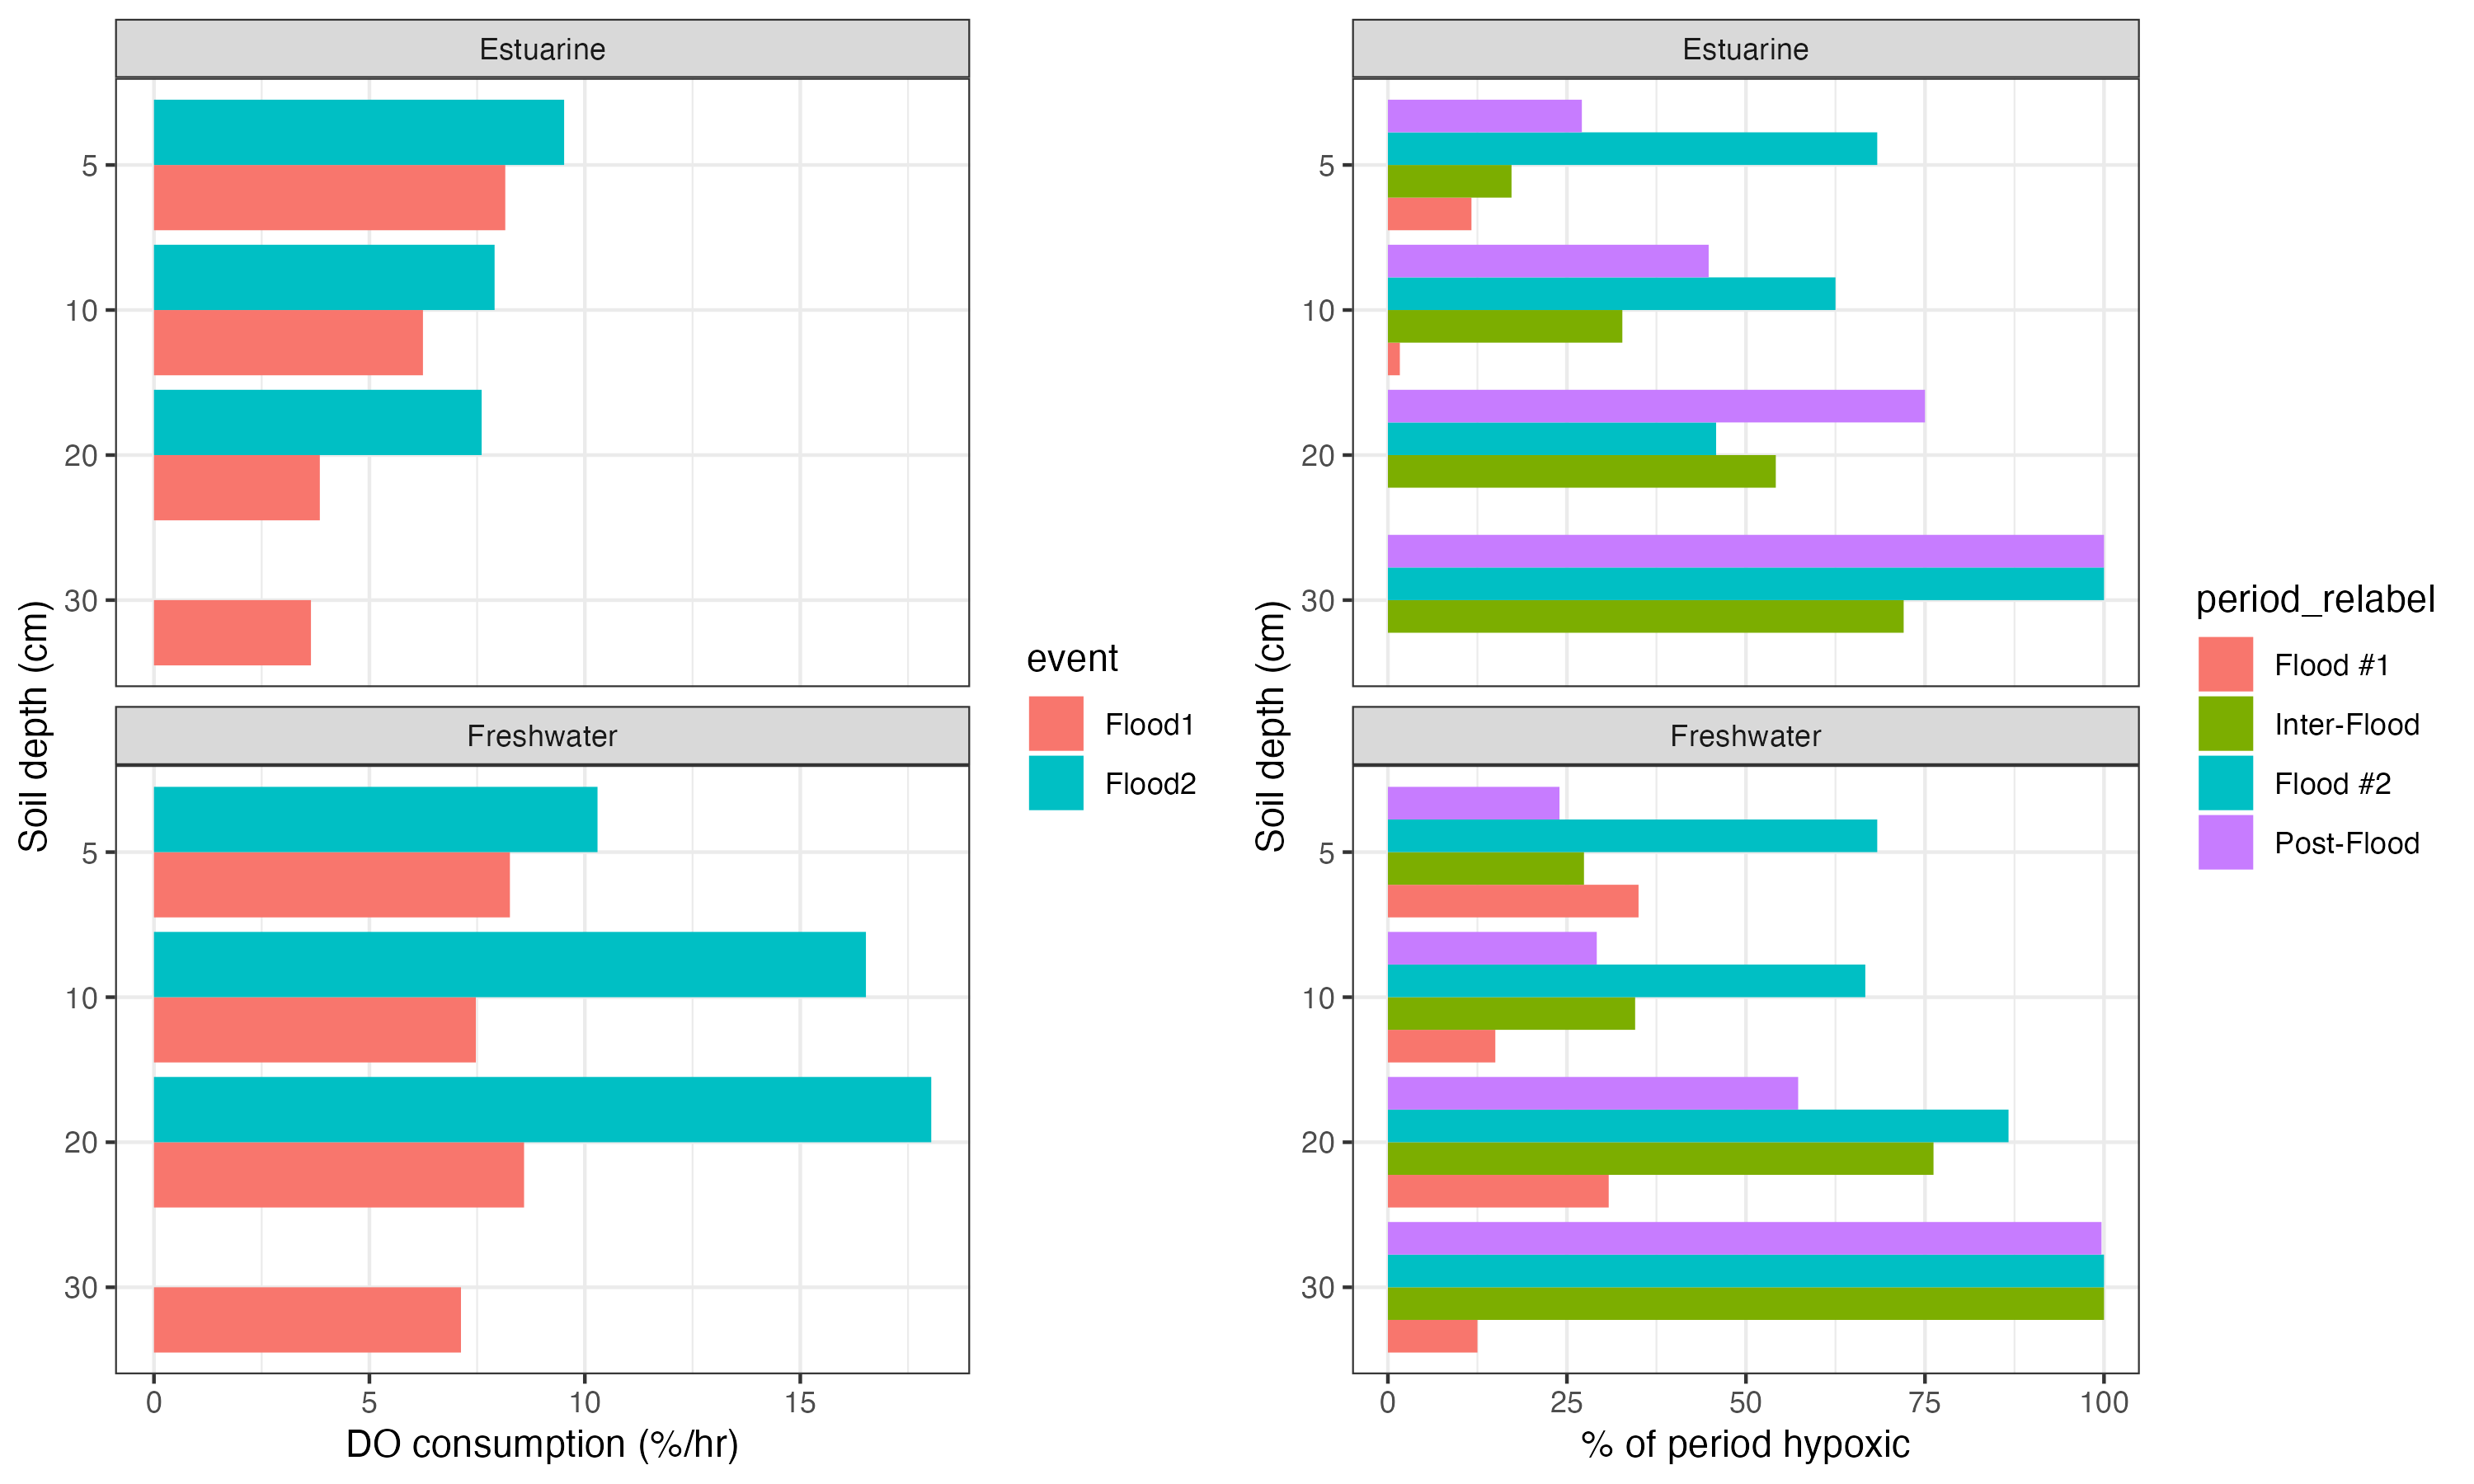 Estuarine
5
10
20
30
Freshwater
5
10
20
30
0 5 10 15
DO consumption (%/hr)
Soil depth (cm)
event
Flood1
Flood2
Estuarine
5
10
20
30
Freshwater
5
10
20
30
0 25 50 75 100
% of period hypoxic
Soil depth (cm)
period_relabel
Flood #1
Inter-Flood
Flood #2
Post-Flood